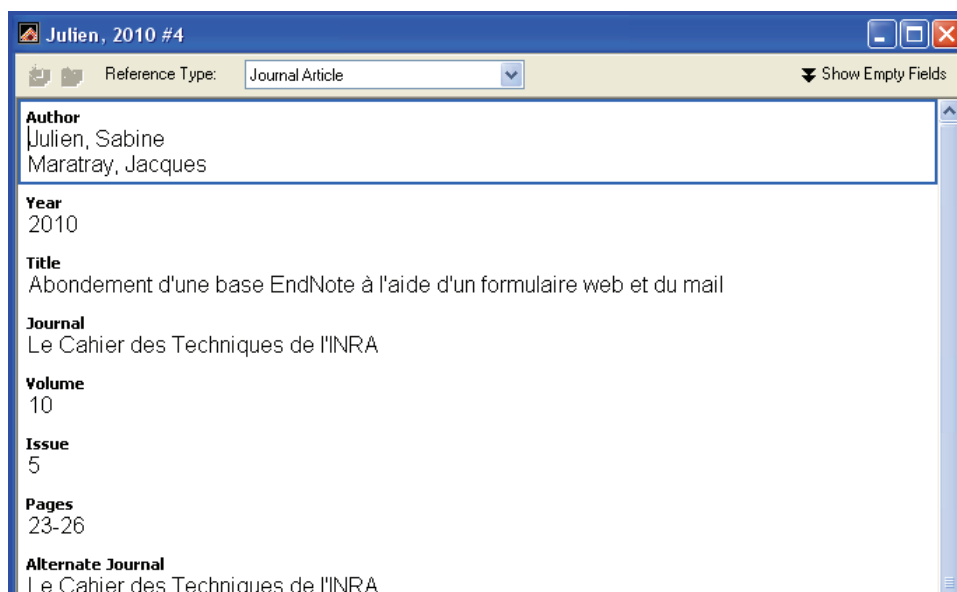 Julien, 2010 #4
Reference Type: Journal Article Show Empty Fields
Author
Julien, Sabine
Maratray, Jacques
Year
2010
Title
Abondement d'une base EndNote à l'aide d'un formulaire web et du mail
Journal
Le Cahier des Techniques de l'INRA
Volume
10
Issue
5
Pages
23-26
Alternate Journal
Le Cahier des Techniques de l'INRA